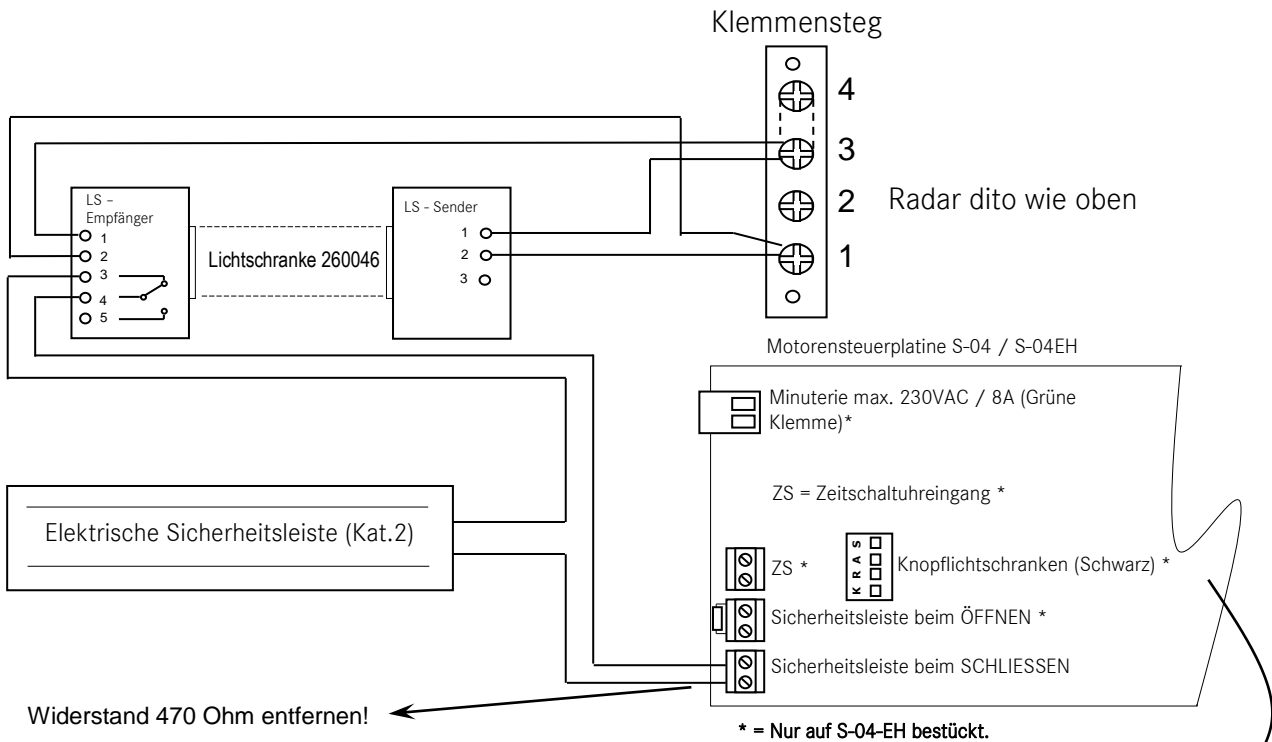 Klemmensteg
4
3
2
Radar dito wie oben
1
LS –
Empfänger
1
2
3
4
5
Lichtschranke 260046
LS - Sender
1
2
3
Motorensteuerplatine S-04 / S-04EH
Minuterie max. 230VAC / 8A (Grüne
Klemme)*
ZS = Zeitschaltuhreingang *
ZS *
K R A S
Knopflichtschranken (Schwarz) *
Sicherheitsleiste beim ÖFFNEN *
Sicherheitsleiste beim SCHLIESSEN
Elektrische Sicherheitsleiste (Kat.2)
Widerstand 470 Ohm entfernen!
* = Nur auf S-04-EH bestückt.